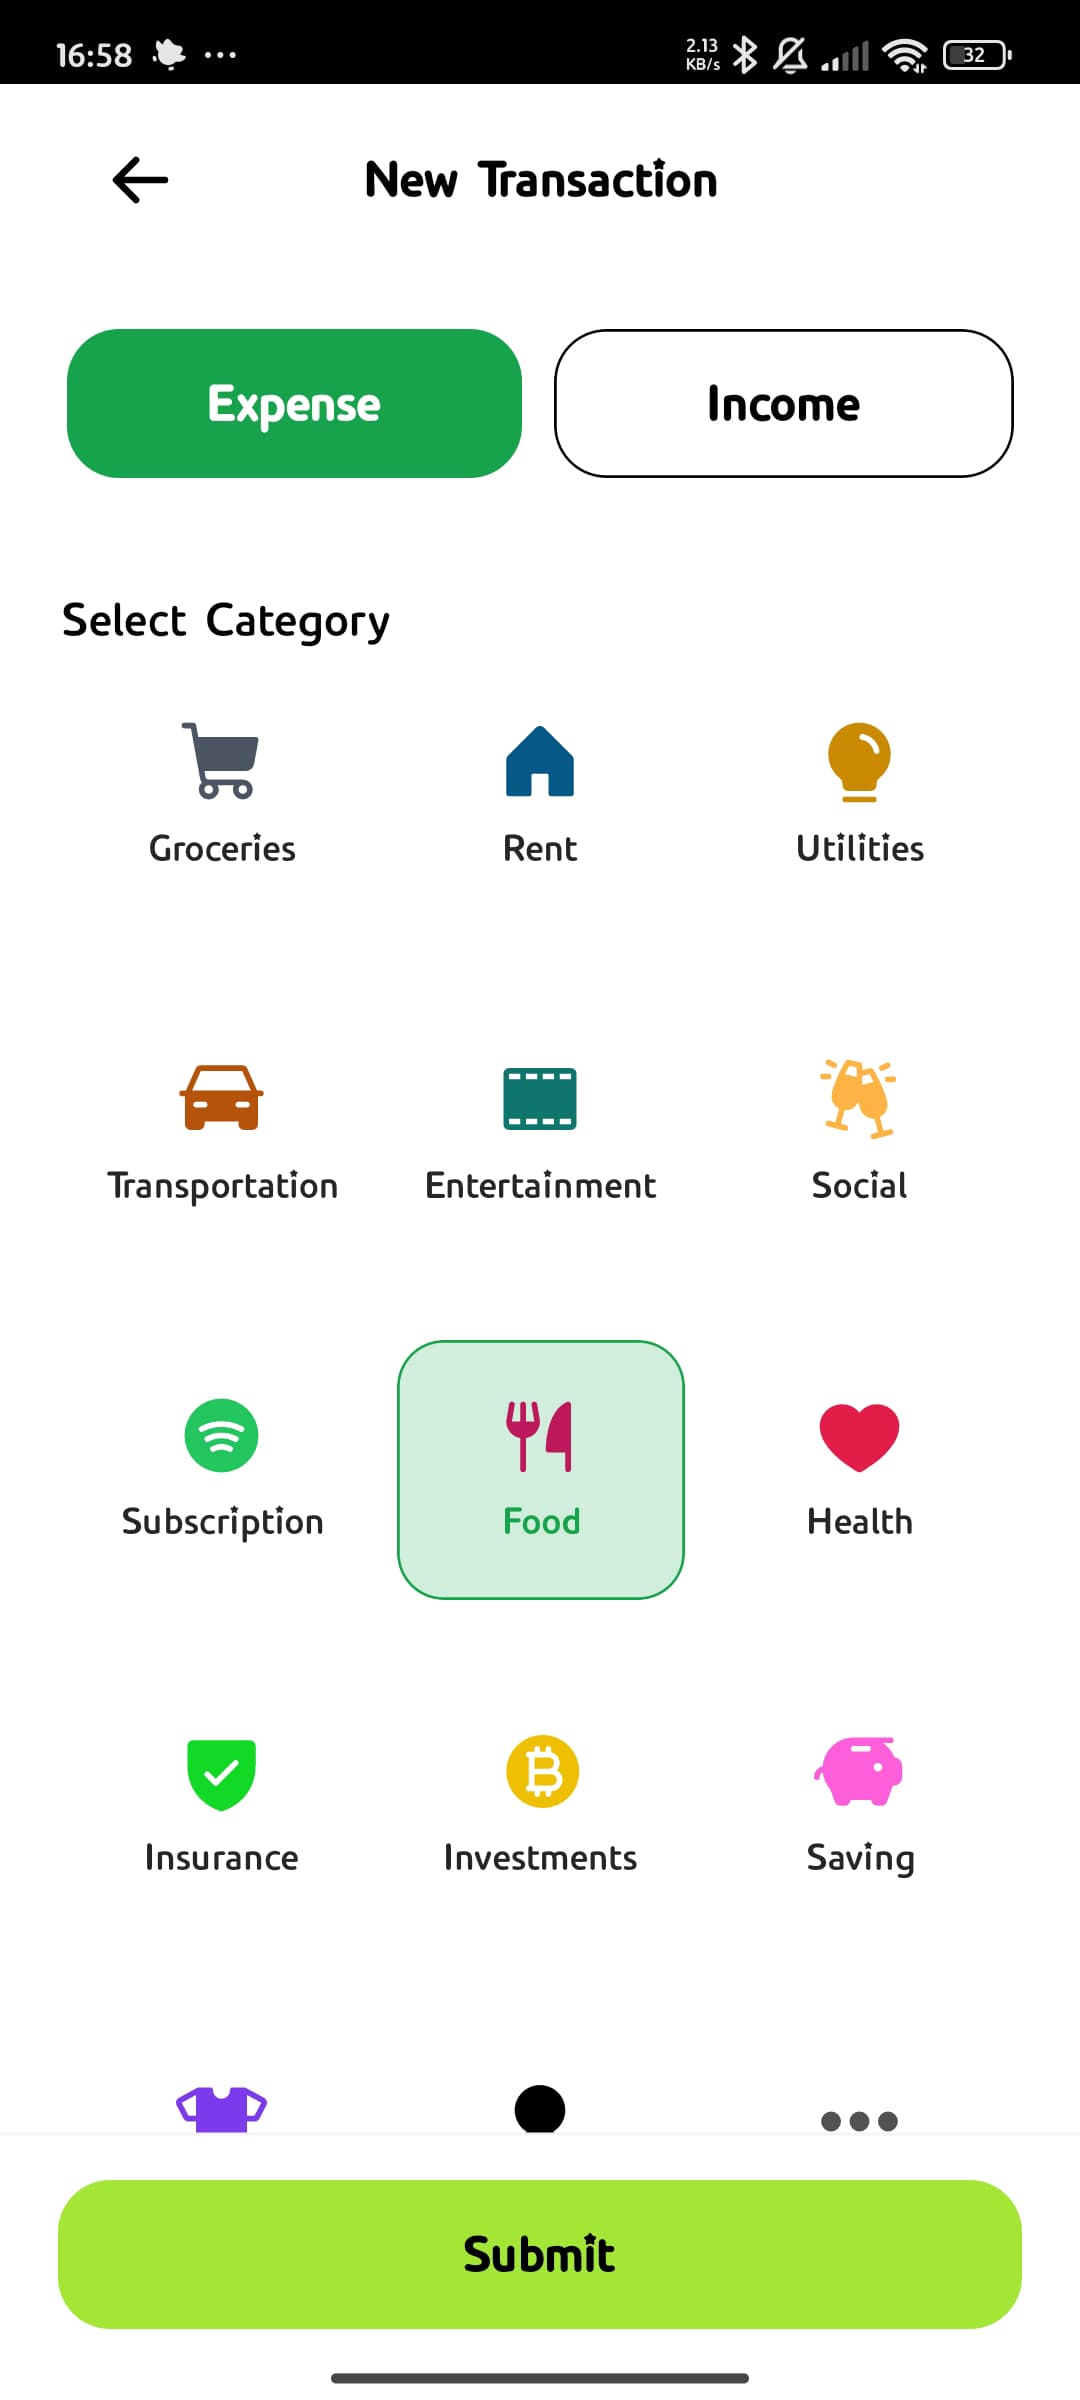 16:58 2.13 KB/s 32
New Transaction
Expense Income
Select Category
Groceries Rent Utilities
Transportation Entertainment Social
Subscription Food Health
Insurance Investments Saving
Submit